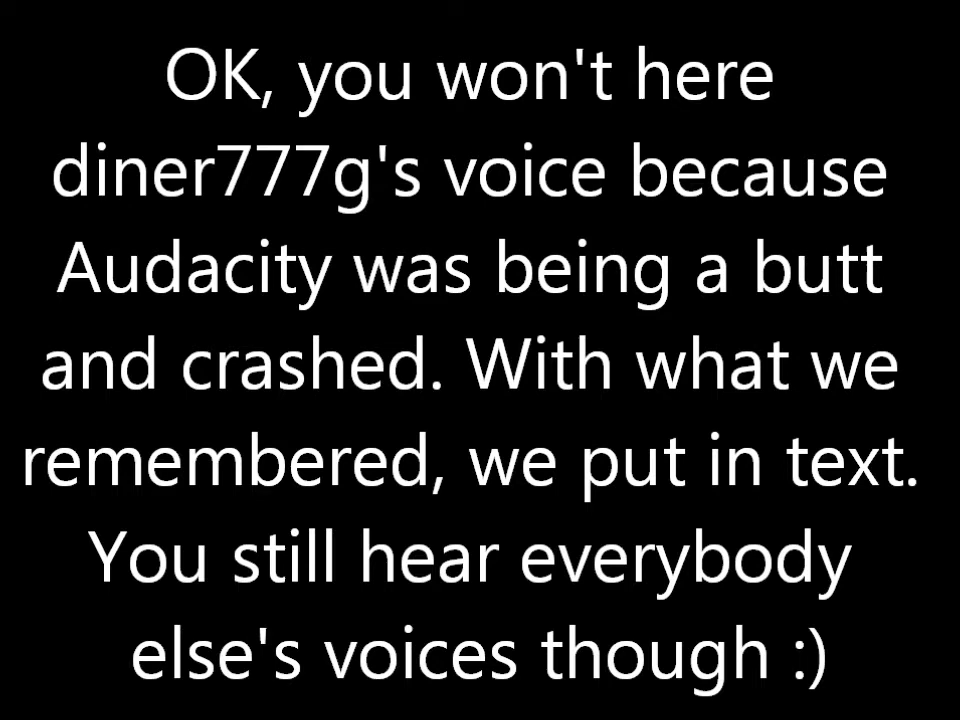 OK, you won't here
diner777g's voice because
Audacity was being a butt
and crashed. With what we
remembered, we put in text.
You still hear everybody
else's voices though :)